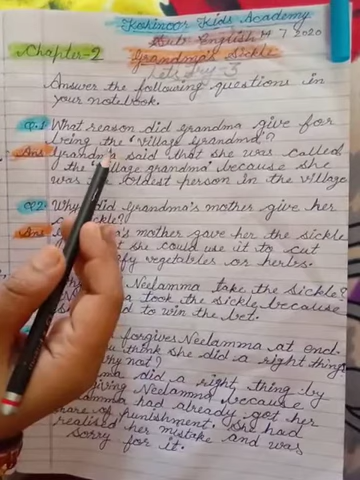 Kohinoor Kids Academy
Sub English 7 2020
Chapter-2 Grandma's Sickle
Let's Try-3
Answer the following questions in
your notebook.
Q.1 What reason did Grandma give for
being the 'village Grandma'?
Ans Grandma said that she was called
the village grandma because she
was oldest person in the village
Q2. Why did Grandma's mother give her
sickle?
Ans 's mother gave her the sickle
she could use it to cut
vegetables or herbs.
Neelamma take the sickle?
took the sickle because
to win the bet.
forgives Neelamma at end.
you think she did a right thing
why not?
did a right thing by
Neelamma because
had already got her
of punishment. She had
realised her mistake and was
sorry for it.